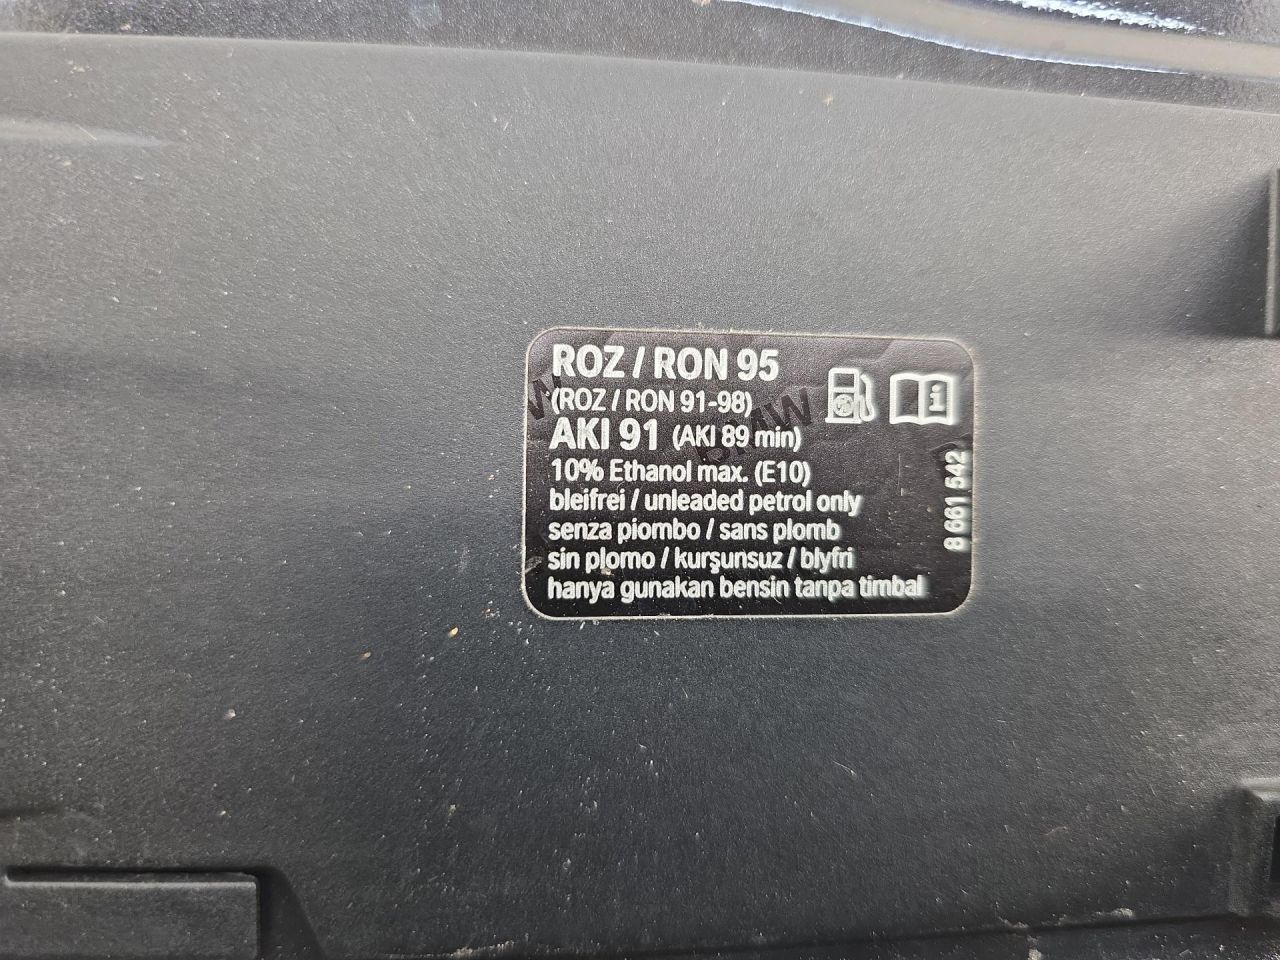 ROZ / RON 95
(ROZ / RON 91-98)
AKI 91 (AKI 89 min)
10% Ethanol max. (E10)
bleifrei / unleaded petrol only
senza piombo / sans plomb
sin plomo / kurşunsuz / blyfri
hanya gunakan bensin tanpa timbal
8 661 542
BMW
W